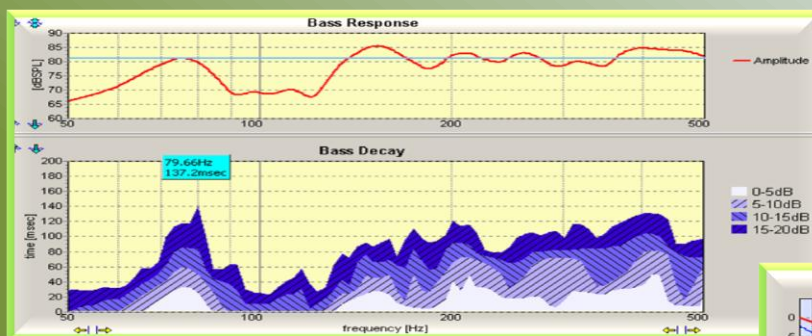 Bass Response
90
85
80
75
70
65
60
[dBSPL]
50
100
200
500
Amplitude
Bass Decay
79.66Hz
137.2msec
200
180
160
140
120
100
80
60
40
20
0
time [msec]
50
100
200
500
frequency [Hz]
0-5dB
5-10dB
10-15dB
15-20dB
0